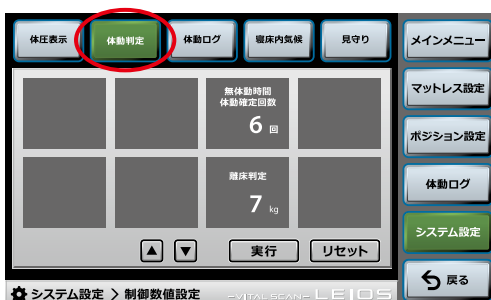 体圧表示
体動判定
体動ログ
寝床内気候
見守り
メインメニュー
マットレス設定
ポジション設定
体動ログ
システム設定
戻る
無体動時間
体動確定回数
6 回
離床判定
7 kg
▲ ▼ 実行 リセット
システム設定 > 制御数値設定
-VITAL SCAN- LEIOS